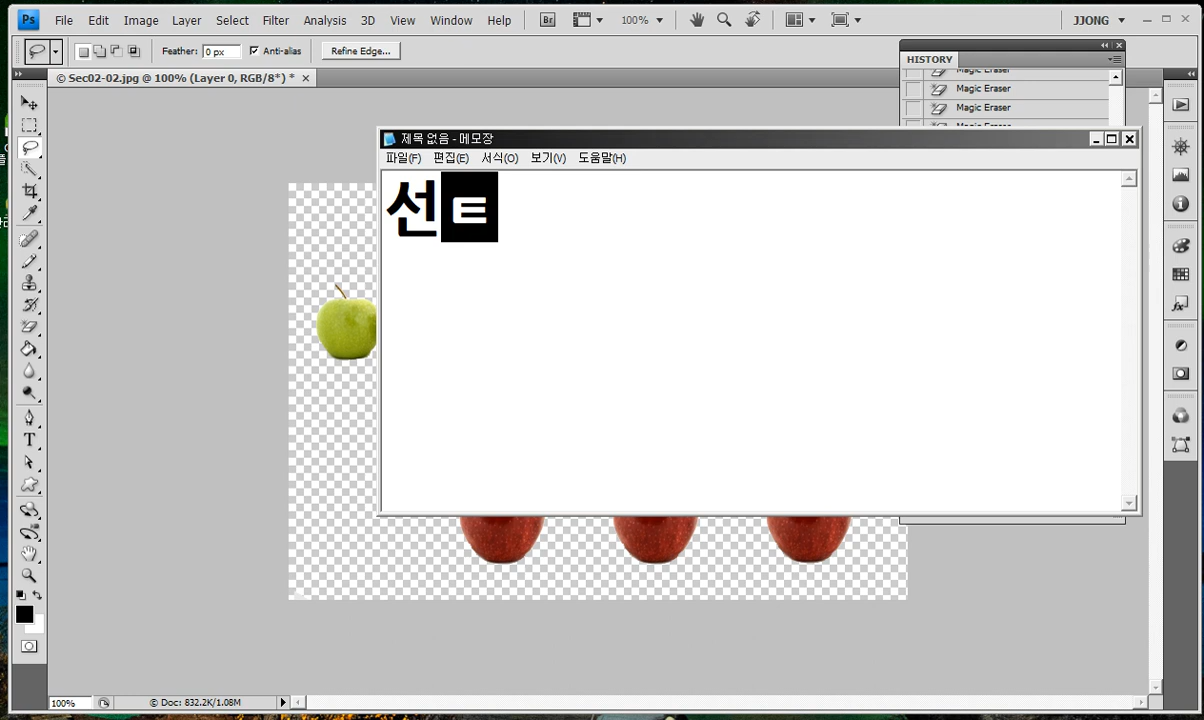 Ps File Edit Image Layer Select Filter Analysis 3D View Window Help Br 100% JJONG
Feather: 0 px Anti-alias Refine Edge...
HISTORY
© Sec02-02.jpg @ 100% (Layer 0, RGB/8*) *
Magic Eraser
Magic Eraser
Magic Eraser
제목 없음 - 메모장
파일(F) 편집(E) 서식(O) 보기(V) 도움말(H)
선ㅌ
T
fx
100% © Doc: 832.2K/1.08M